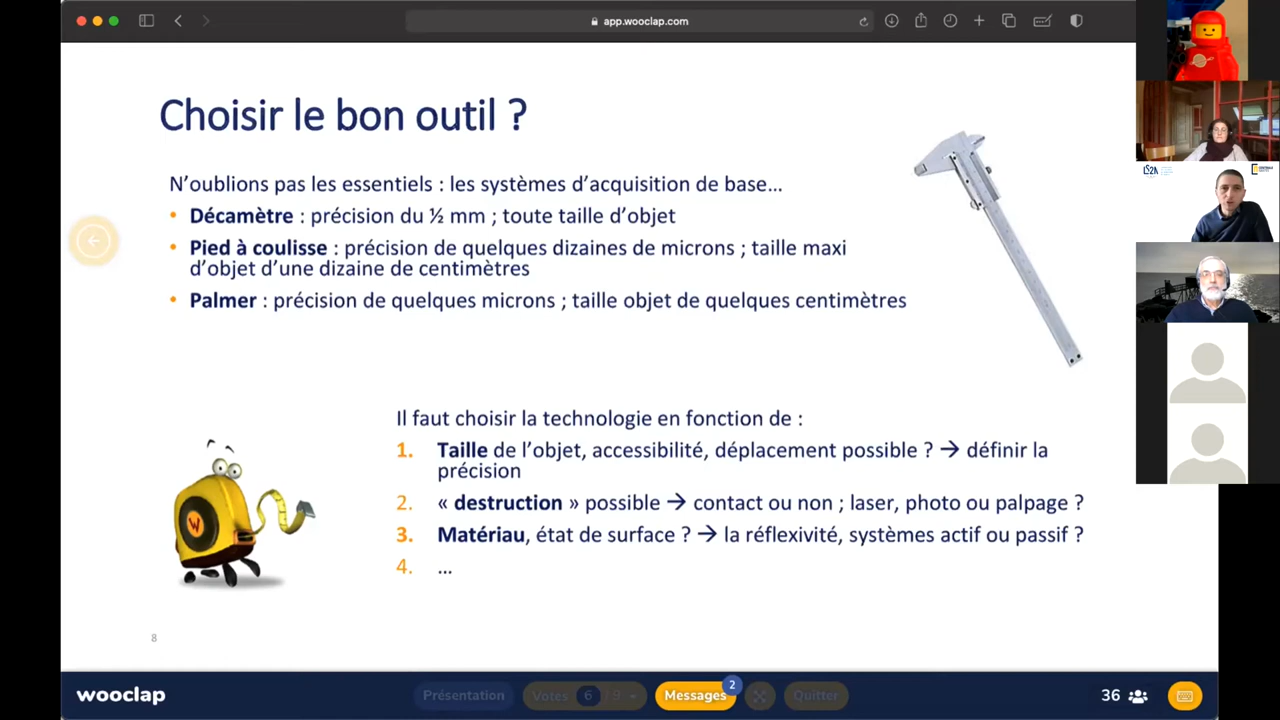 app.wooclap.com
Choisir le bon outil ?
N'oublions pas les essentiels : les systèmes d'acquisition de base…
• Décamètre : précision du ½ mm ; toute taille d'objet
• Pied à coulisse : précision de quelques dizaines de microns ; taille maxi
d'objet d'une dizaine de centimètres
• Palmer : précision de quelques microns ; taille objet de quelques centimètres
Il faut choisir la technologie en fonction de :
1. Taille de l'objet, accessibilité, déplacement possible ? → définir la
précision
2. « destruction » possible → contact ou non ; laser, photo ou palpage ?
3. Matériau, état de surface ? → la réflexivité, systèmes actif ou passif ?
4. …
W
8
wooclap
Présentation
Votes 6 / 9
Messages 2
Quitter
36